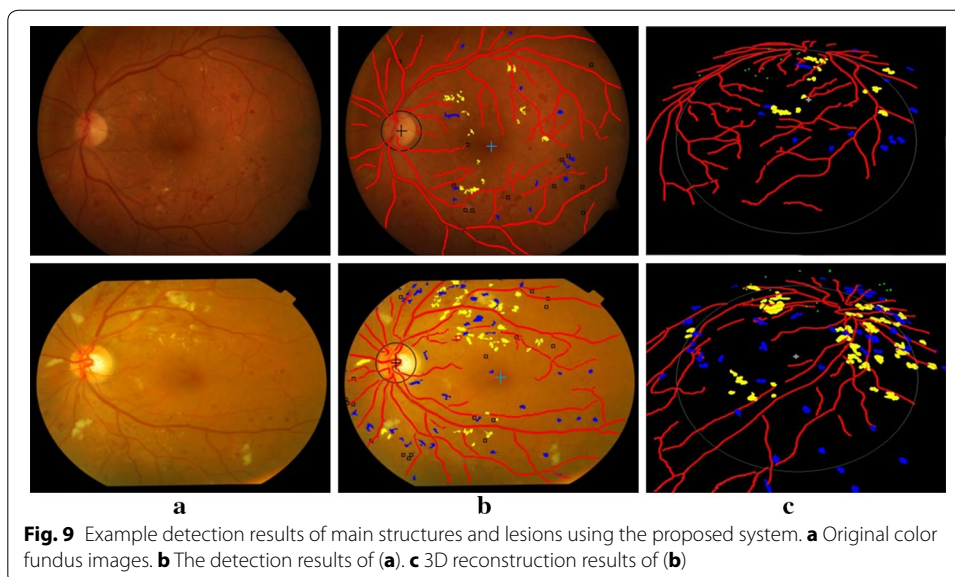 a b c
Fig. 9 Example detection results of main structures and lesions using the proposed system. a Original color
fundus images. b The detection results of (a). c 3D reconstruction results of (b)